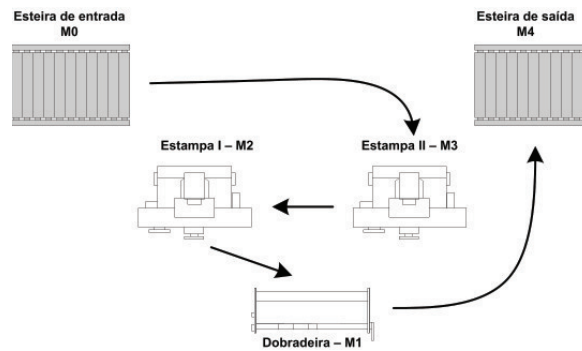 Esteira de entrada
M0
Esteira de saída
M4
Estampa I – M2
Estampa II – M3
Dobradeira – M1